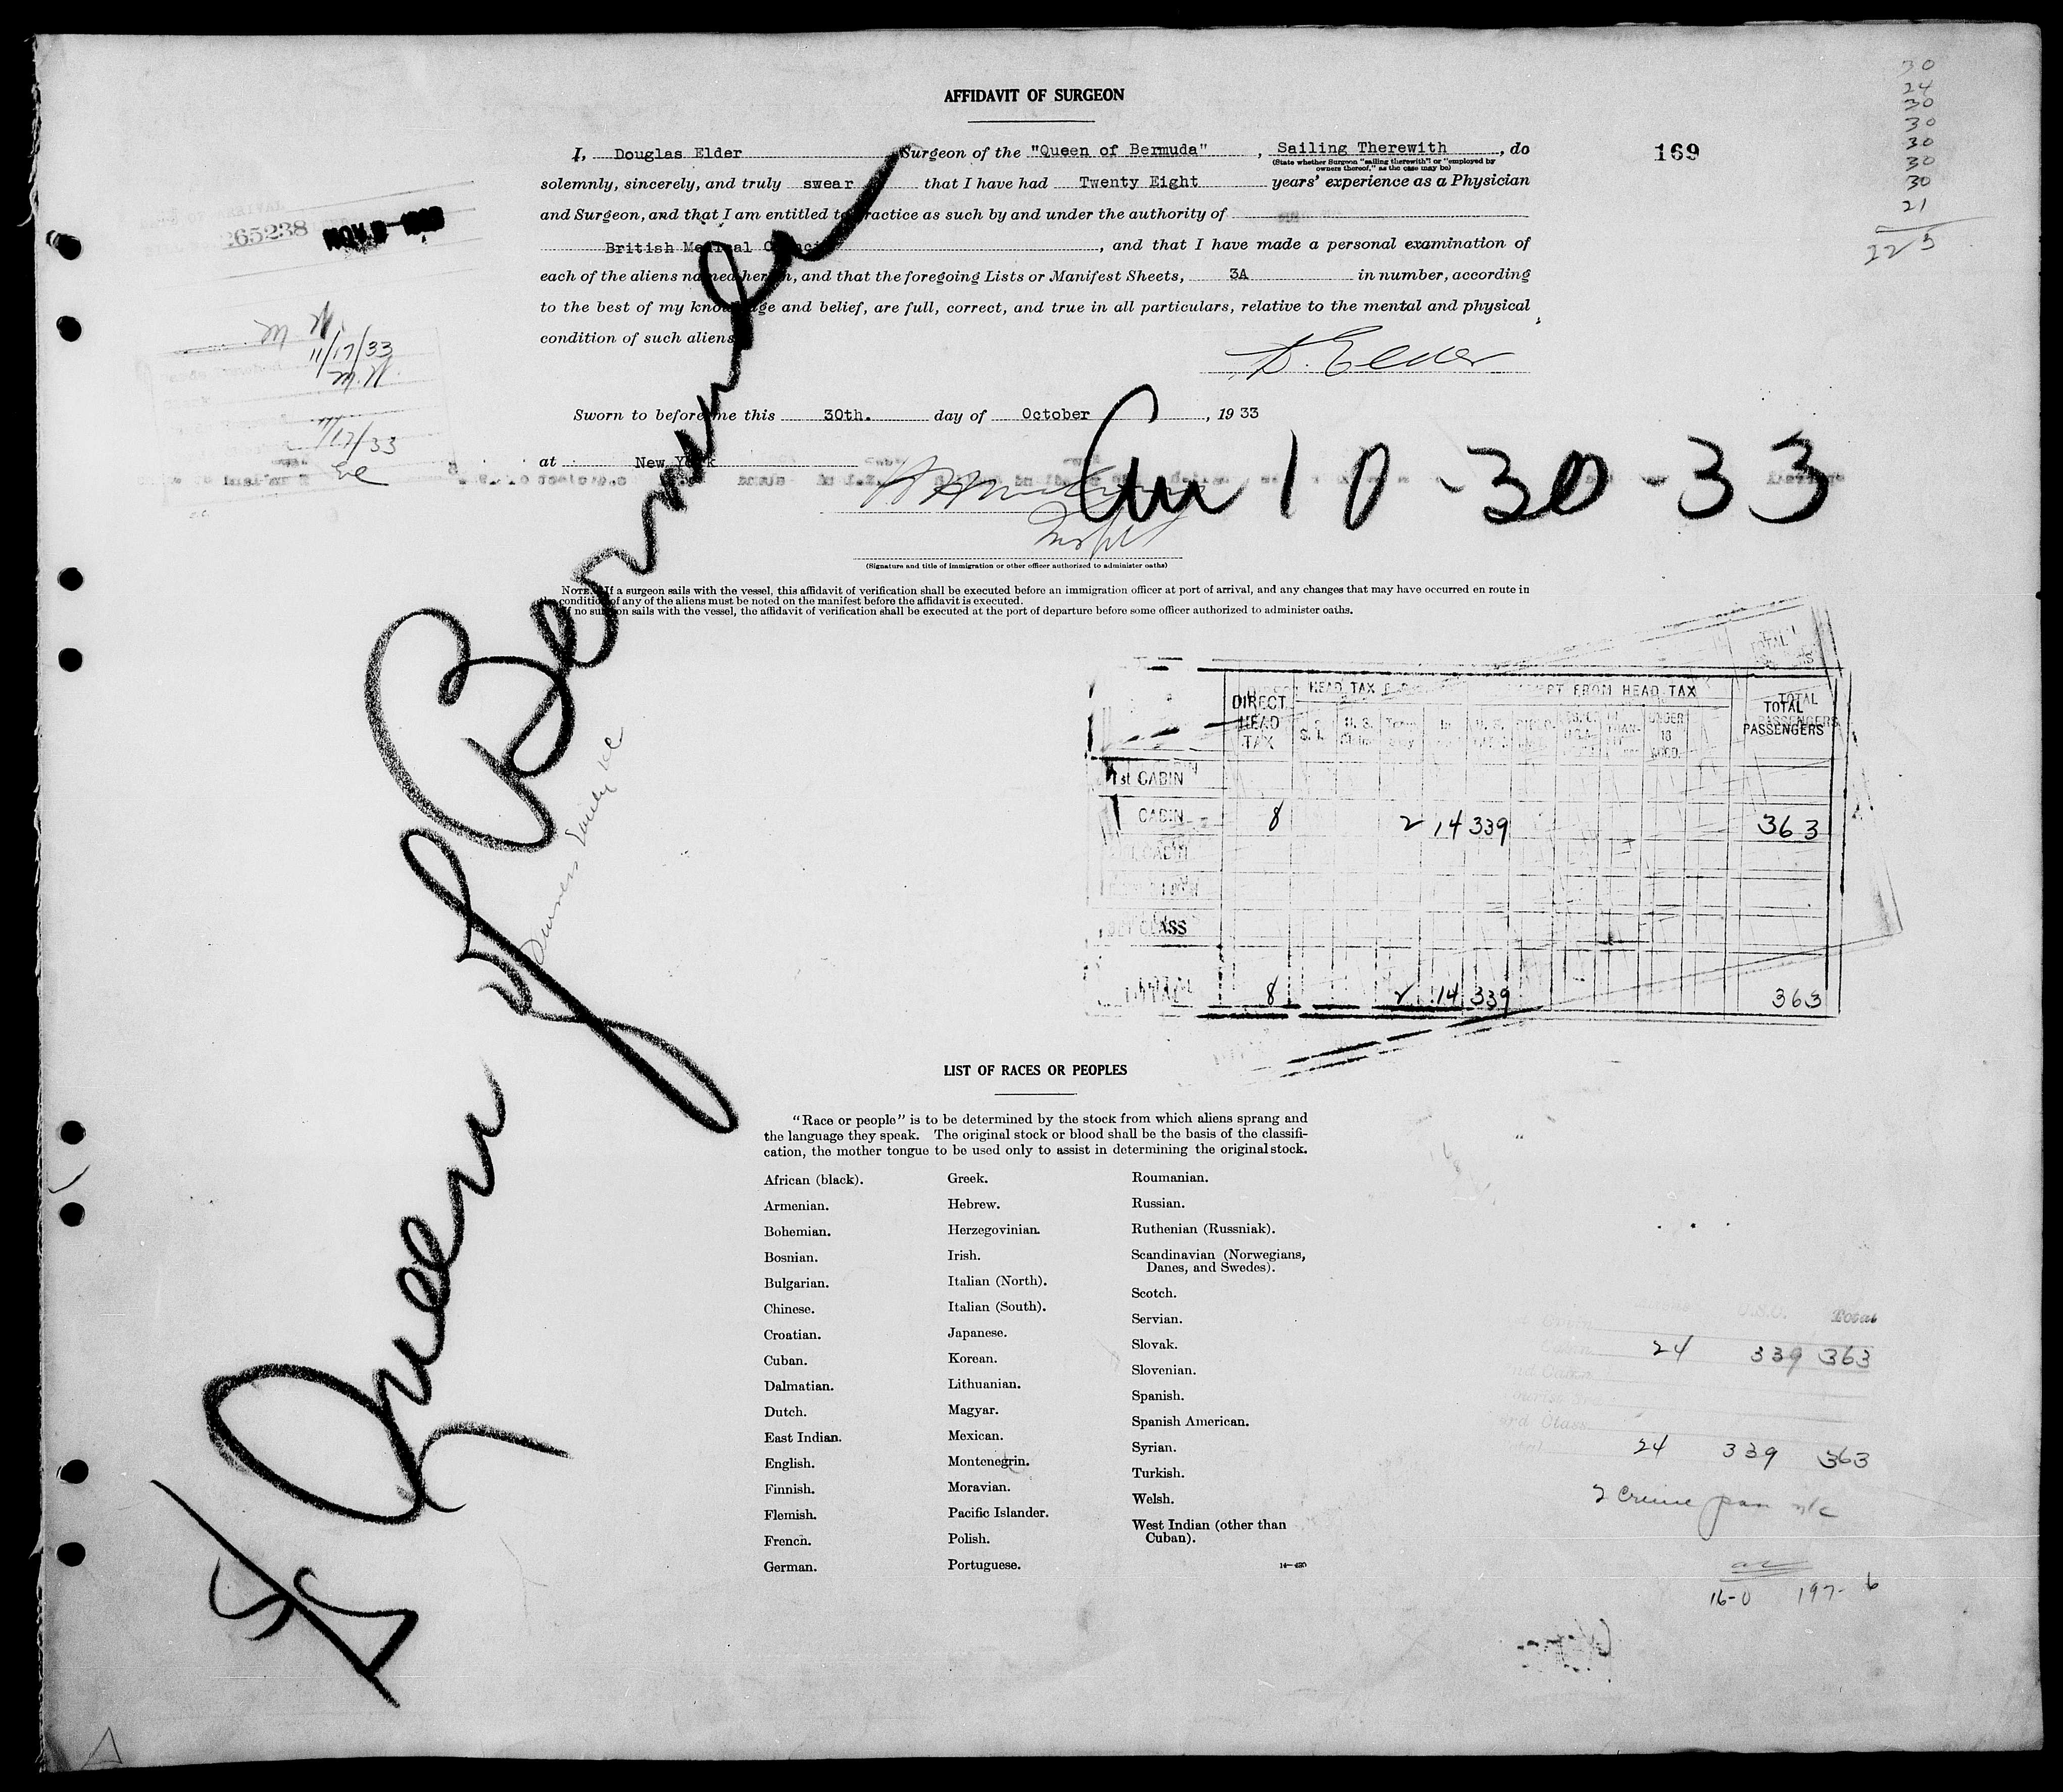 AFFIDAVIT OF SURGEON
I, Douglas Elder Surgeon of the "Queen of Bermuda", Sailing Therewith, do
(State whether Surgeon "sailing therewith" or "employed by
owners thereof," as the case may be)
solemnly, sincerely, and truly swear that I have had Twenty Eight years' experience as a Physician
and Surgeon, and that I am entitled to practice as such by and under the authority of
British Medical Council, and that I have made a personal examination of
each of the aliens named herein, and that the foregoing Lists or Manifest Sheets, 3A in number, according
to the best of my knowledge and belief, are full, correct, and true in all particulars, relative to the mental and physical
condition of such aliens
D. Elder
Sworn to before me this 30th. day of October, 19 33
at New York
(Signature and title of immigration or other officer authorized to administer oaths)
NOTE.—If a surgeon sails with the vessel, this affidavit of verification shall be executed before an immigration officer at port of arrival, and any changes that may have occurred en route in
the condition of any of the aliens must be noted on the manifest before the affidavit is executed.
If no surgeon sails with the vessel, the affidavit of verification shall be executed at the port of departure before some officer authorized to administer oaths.
169
30
24
30
30
30
30
30
21
225
265238
11/17/33
M.K.
11/17/33
10-30-33
Queen of Bermuda
DIRECT HEAD TAX
HEAD TAX
FROM HEAD TAX
TOTAL PASSENGERS
1st CABIN
CABIN 8 2 14 339 363
CLASS
8 2 14 339 363
LIST OF RACES OR PEOPLES
"Race or people" is to be determined by the stock from which aliens sprang and
the language they speak. The original stock or blood shall be the basis of the classifi-
cation, the mother tongue to be used only to assist in determining the original stock.
African (black).
Armenian.
Bohemian.
Bosnian.
Bulgarian.
Chinese.
Croatian.
Cuban.
Dalmatian.
Dutch.
East Indian.
English.
Finnish.
Flemish.
French.
German.
Greek.
Hebrew.
Herzegovinian.
Irish.
Italian (North).
Italian (South).
Japanese.
Korean.
Lithuanian.
Magyar.
Mexican.
Montenegrin.
Moravian.
Pacific Islander.
Polish.
Portuguese.
Roumanian.
Russian.
Ruthenian (Russniak).
Scandinavian (Norwegians,
Danes, and Swedes).
Scotch.
Servian.
Slovak.
Slovenian.
Spanish.
Spanish American.
Syrian.
Turkish.
Welsh.
West Indian (other than
Cuban).
Total
24 339 363
Class
24 339 363
16-0 197-6